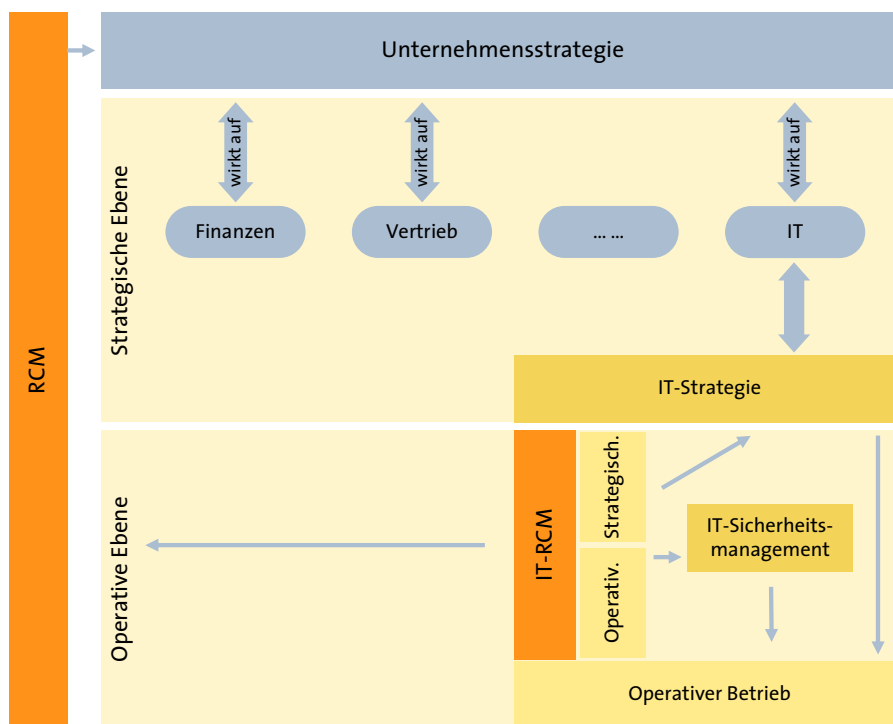 RCM
Unternehmensstrategie
Strategische Ebene
wirkt auf
wirkt auf
wirkt auf
Finanzen
Vertrieb
... ...
IT
IT-Strategie
Operative Ebene
IT-RCM
Strategisch.
Operativ.
IT-Sicherheits-
management
Operativer Betrieb